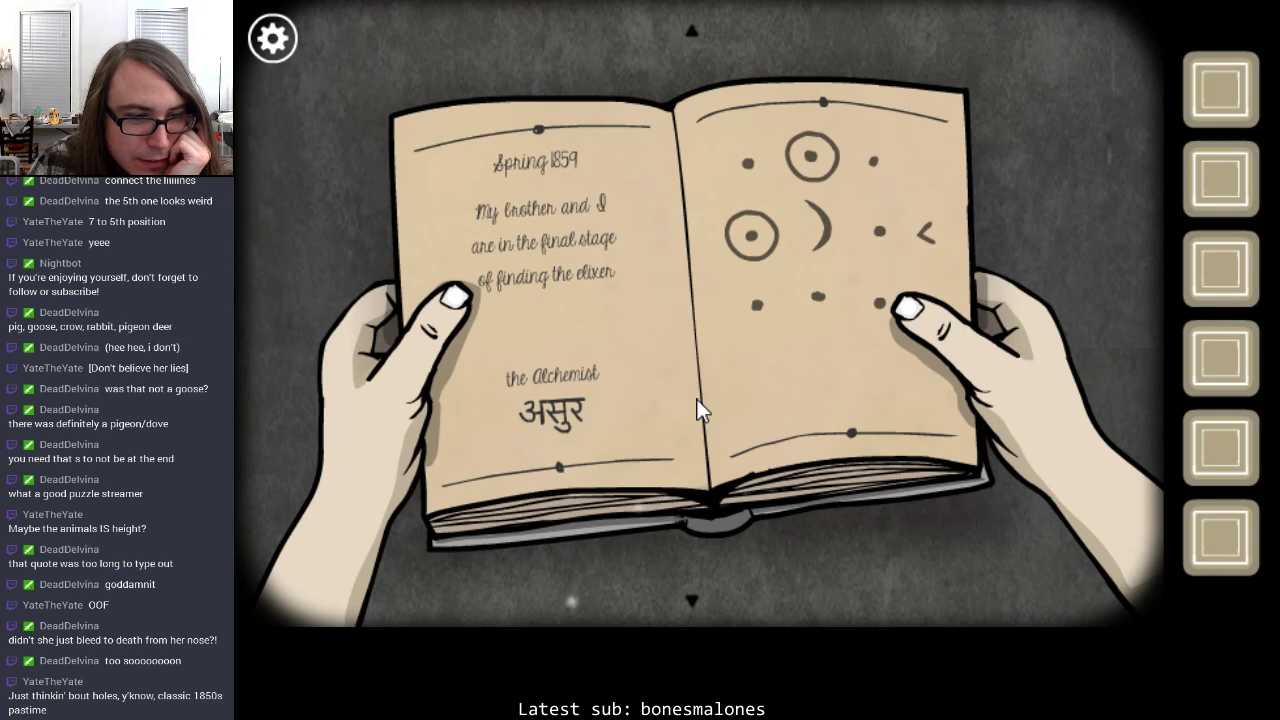 DeadDelvina connect the liiiiines
DeadDelvina the 5th one looks weird
YateTheYate 7 to 5th position
YateTheYate yeee
Nightbot
If you're enjoying yourself, don't forget to
follow or subscribe!
DeadDelvina
pig, goose, crow, rabbit, pigeon deer
DeadDelvina (hee hee, i don't)
YateTheYate [Don't believe her lies]
DeadDelvina was that not a goose?
DeadDelvina
there was definitely a pigeon/dove
DeadDelvina
you need that s to not be at the end
DeadDelvina
what a good puzzle streamer
YateTheYate
Maybe the animals IS height?
DeadDelvina
that quote was too long to type out
DeadDelvina goddamnit
YateTheYate OOF
DeadDelvina
didn't she just bleed to death from her nose?!
DeadDelvina too soooooooon
YateTheYate
Just thinkin' bout holes, y'know, classic 1850s
pastime
Spring 1859
My brother and I
are in the final stage
of finding the elixer
the Alchemist
असुर
Latest sub: bonesmalones